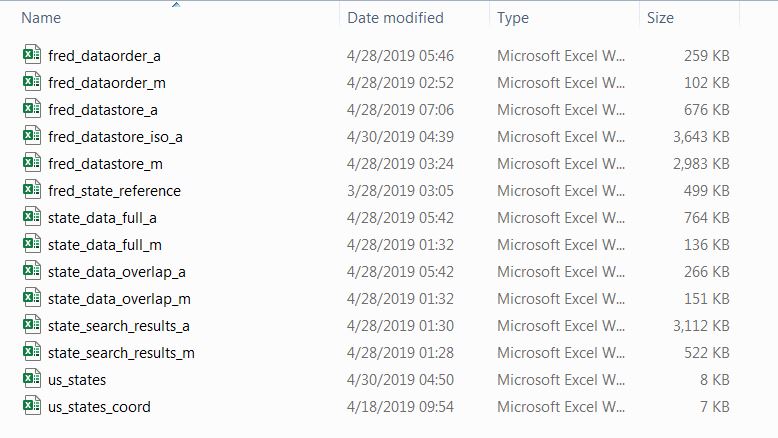 Name Date modified Type Size
fred_dataorder_a 4/28/2019 05:46 Microsoft Excel W... 259 KB
fred_dataorder_m 4/28/2019 02:52 Microsoft Excel W... 102 KB
fred_datastore_a 4/28/2019 07:06 Microsoft Excel W... 676 KB
fred_datastore_iso_a 4/30/2019 04:39 Microsoft Excel W... 3,643 KB
fred_datastore_m 4/28/2019 03:24 Microsoft Excel W... 2,983 KB
fred_state_reference 3/28/2019 03:05 Microsoft Excel W... 499 KB
state_data_full_a 4/28/2019 05:42 Microsoft Excel W... 764 KB
state_data_full_m 4/28/2019 01:32 Microsoft Excel W... 136 KB
state_data_overlap_a 4/28/2019 05:42 Microsoft Excel W... 266 KB
state_data_overlap_m 4/28/2019 01:32 Microsoft Excel W... 151 KB
state_search_results_a 4/28/2019 01:30 Microsoft Excel W... 3,112 KB
state_search_results_m 4/28/2019 01:28 Microsoft Excel W... 522 KB
us_states 4/30/2019 04:50 Microsoft Excel W... 8 KB
us_states_coord 4/18/2019 09:54 Microsoft Excel W... 7 KB